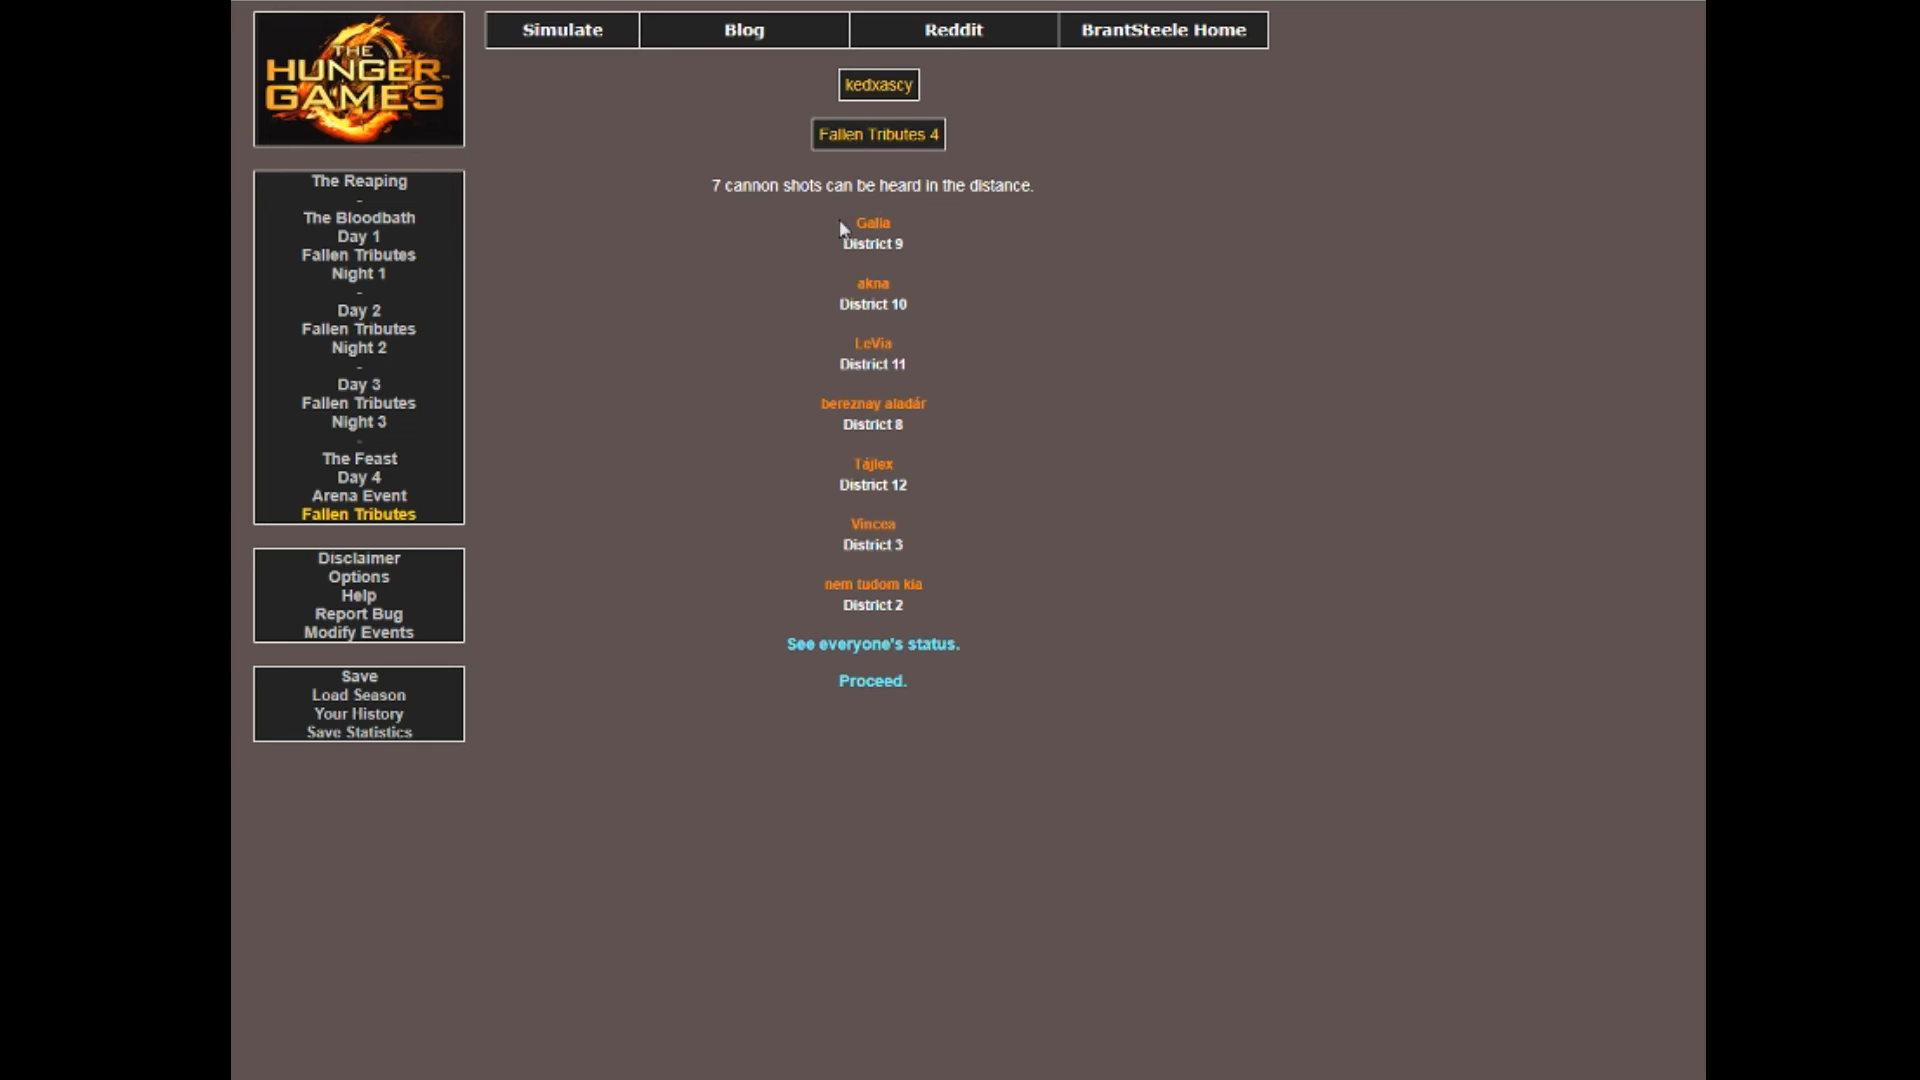 THE
HUNGER
GAMES
Simulate
Blog
Reddit
BrantSteele Home
The Reaping
-
The Bloodbath
Day 1
Fallen Tributes
Night 1
-
Day 2
Fallen Tributes
Night 2
-
Day 3
Fallen Tributes
Night 3
-
The Feast
Day 4
Arena Event
Fallen Tributes
Disclaimer
Options
Help
Report Bug
Modify Events
Save
Load Season
Your History
Save Statistics
kedxascy
Fallen Tributes 4
7 cannon shots can be heard in the distance.
Galla
District 9
akna
District 10
LeVia
District 11
bereznay aladár
District 8
Tájlex
District 12
Vincea
District 3
nem tudom kia
District 2
See everyone's status.
Proceed.